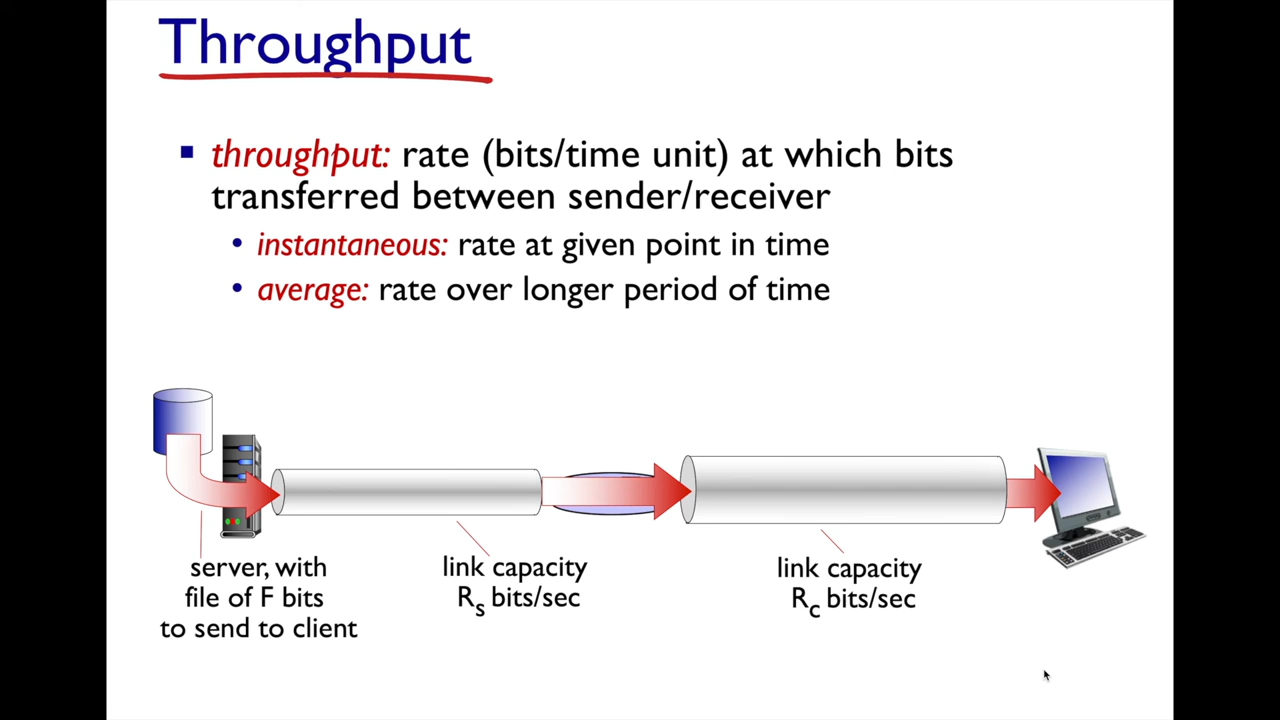 Throughput
throughput: rate (bits/time unit) at which bits
transferred between sender/receiver
instantaneous: rate at given point in time
average: rate over longer period of time
server, with
file of F bits
to send to client
link capacity
Rs bits/sec
link capacity
Rc bits/sec